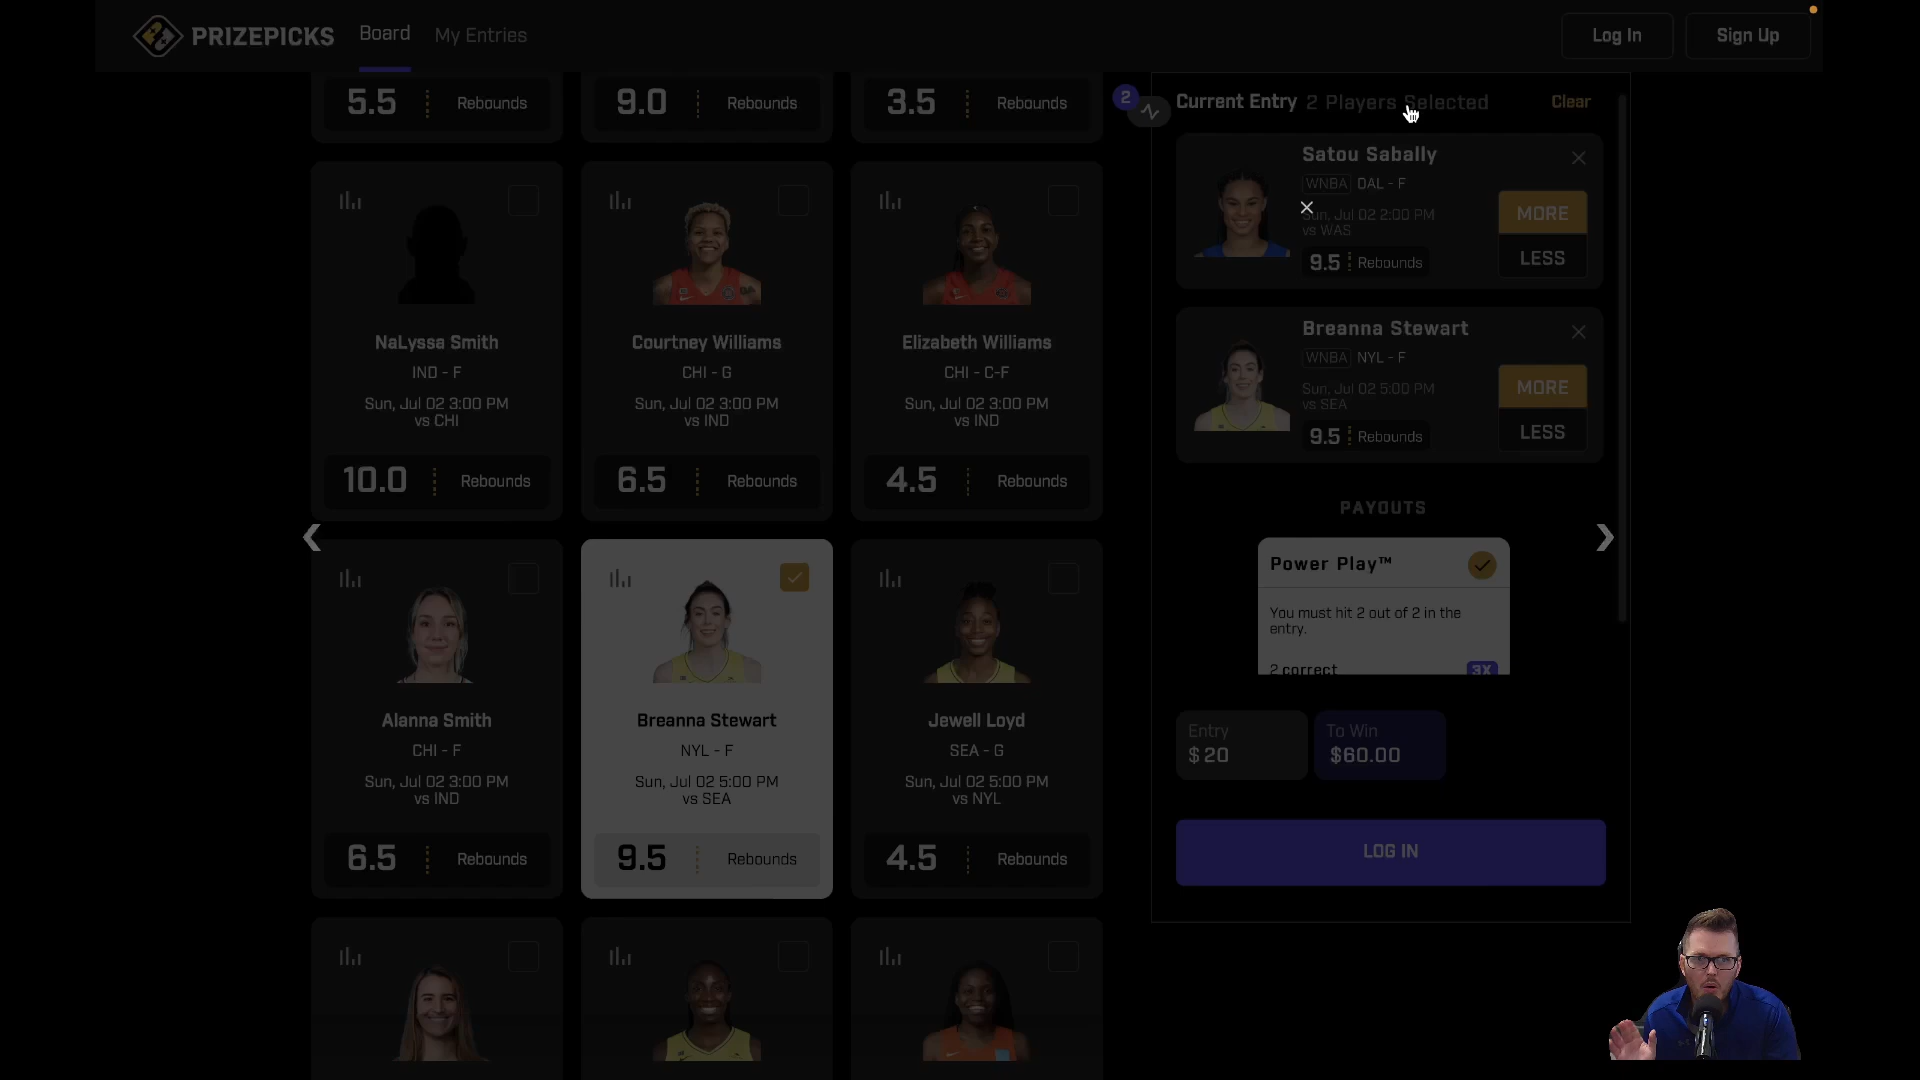 PRIZEPICKS
Board
My Entries
Log In
Sign Up
5.5 Rebounds
9.0 Rebounds
3.5 Rebounds
NaLyssa Smith
IND - F
Sun, Jul 02 3:00 PM
vs CHI
10.0 Rebounds
Courtney Williams
CHI - G
Sun, Jul 02 3:00 PM
vs IND
6.5 Rebounds
Elizabeth Williams
CHI - C-F
Sun, Jul 02 3:00 PM
vs IND
4.5 Rebounds
Alanna Smith
CHI - F
Sun, Jul 02 3:00 PM
vs IND
6.5 Rebounds
Breanna Stewart
NYL - F
Sun, Jul 02 5:00 PM
vs SEA
9.5 Rebounds
Jewell Loyd
SEA - G
Sun, Jul 02 5:00 PM
vs NYL
4.5 Rebounds
2
Current Entry 2 Players Selected
Clear
Satou Sabally
WNBA DAL - F
Sun, Jul 02 2:00 PM
vs WAS
9.5 Rebounds
MORE
LESS
Breanna Stewart
WNBA NYL - F
Sun, Jul 02 5:00 PM
vs SEA
9.5 Rebounds
MORE
LESS
PAYOUTS
Power Play™
You must hit 2 out of 2 in the
entry.
2 correct 3X
Entry
$ 20
To Win
$60.00
LOG IN